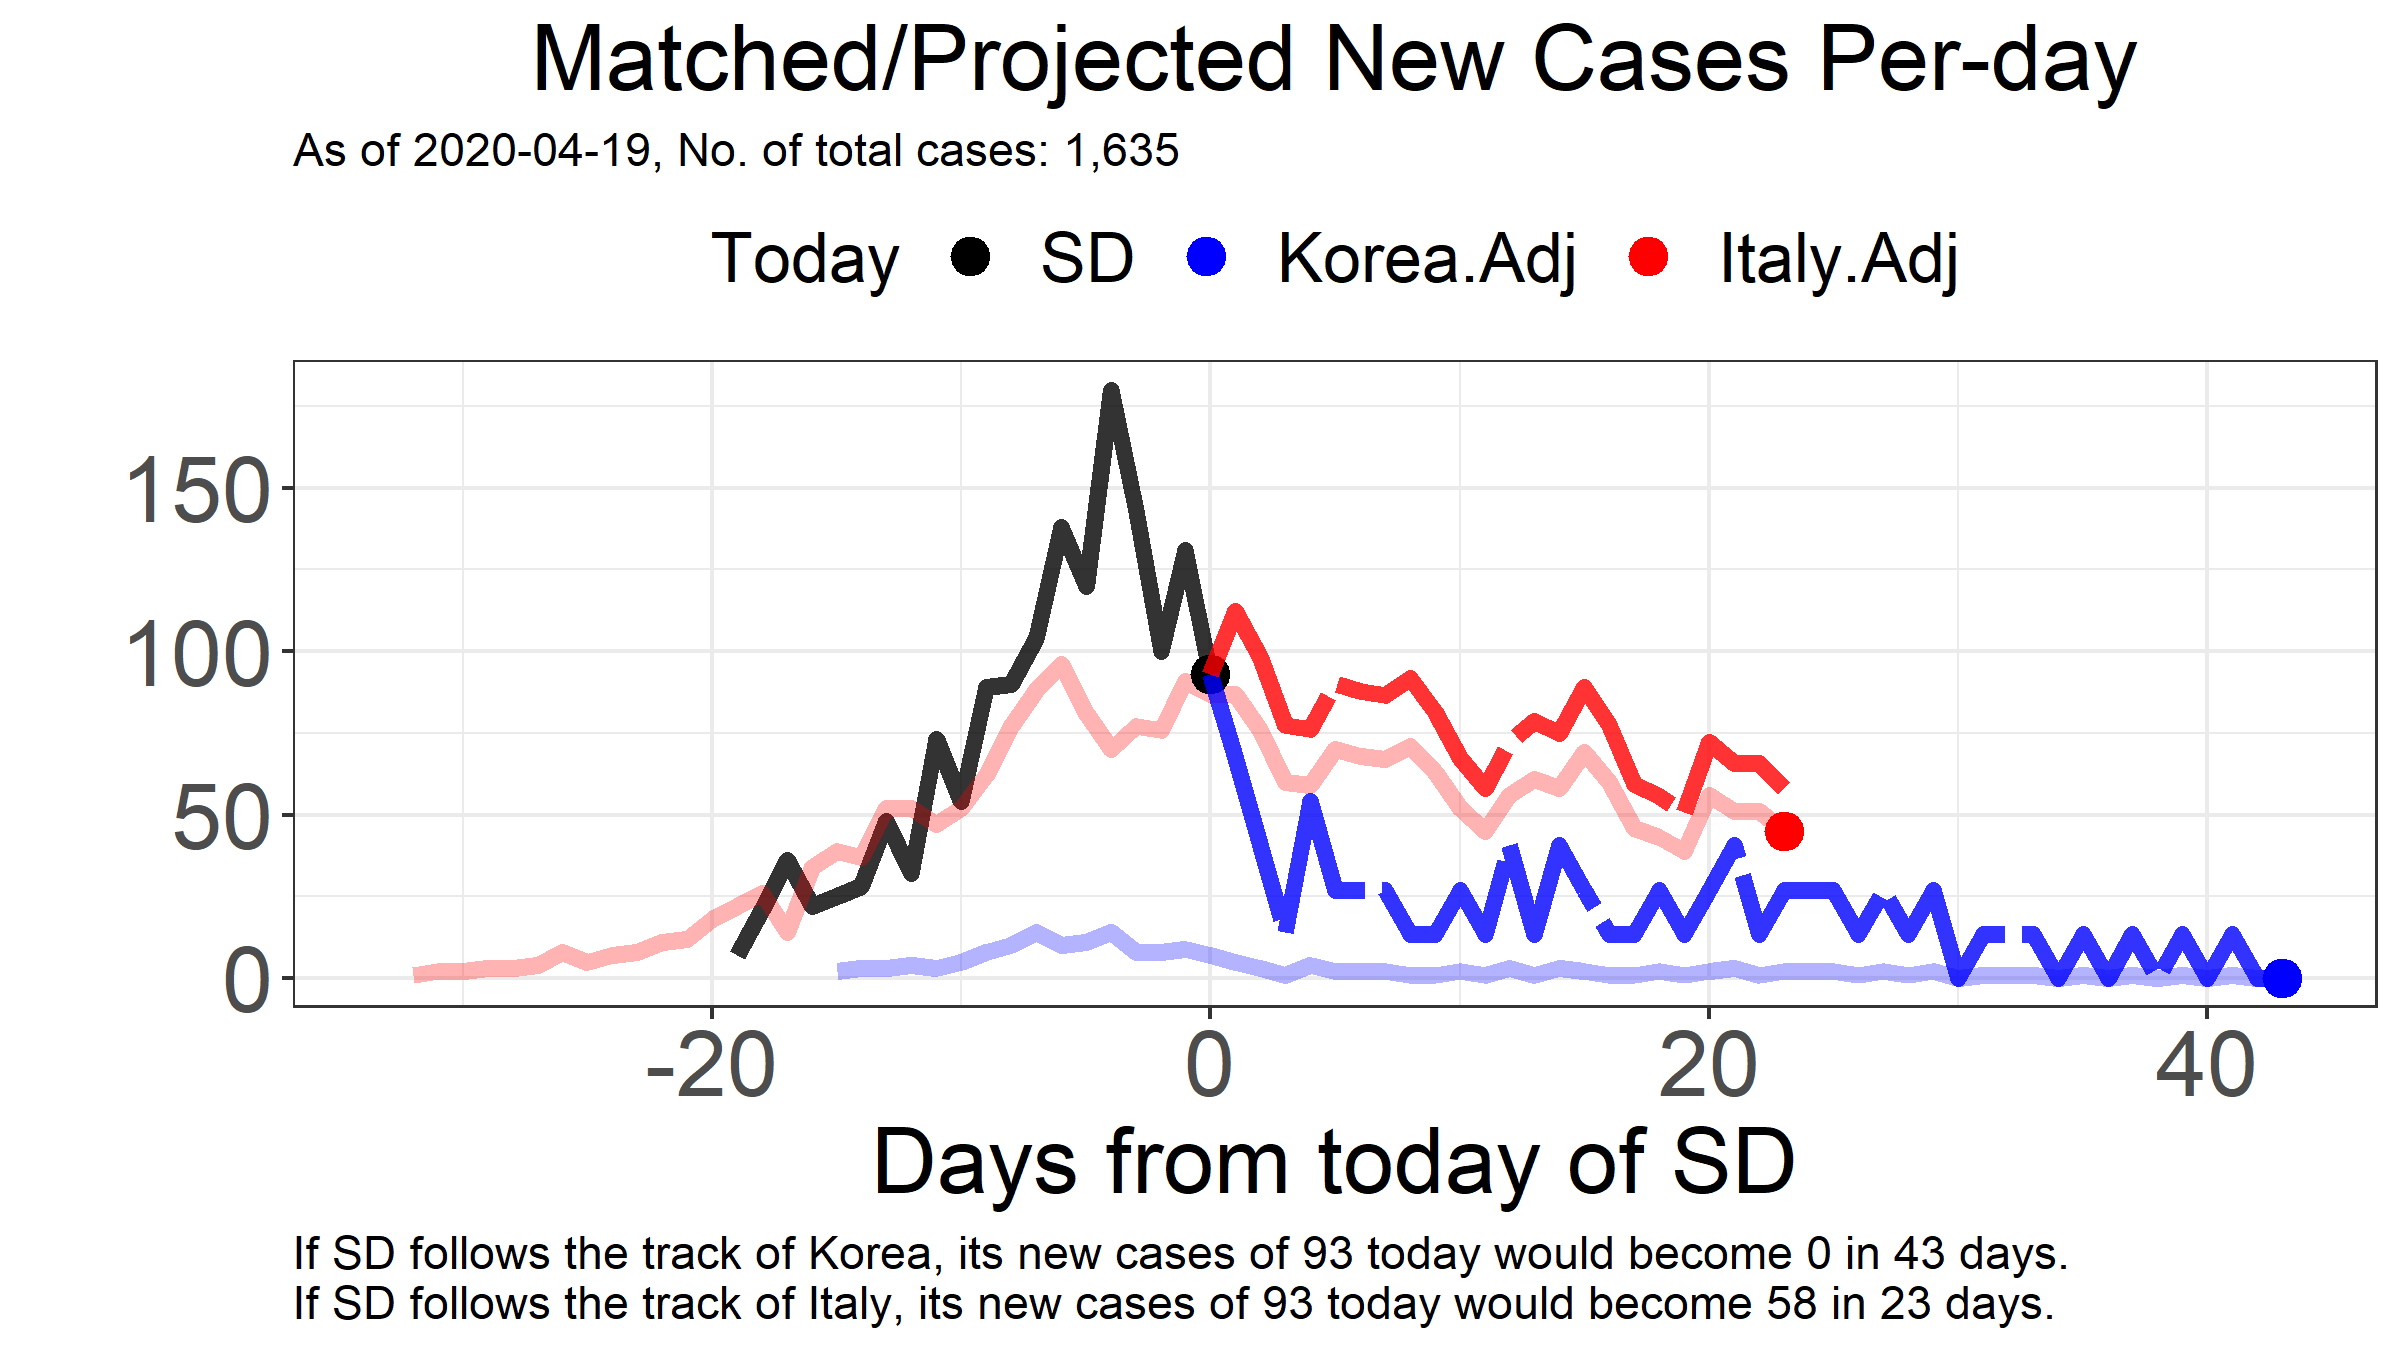 Matched/Projected New Cases Per-day
As of 2020-04-19, No. of total cases: 1,635
Today SD Korea.Adj Italy.Adj
150
100
50
0
-20 0 20 40
Days from today of SD
If SD follows the track of Korea, its new cases of 93 today would become 0 in 43 days.
If SD follows the track of Italy, its new cases of 93 today would become 58 in 23 days.